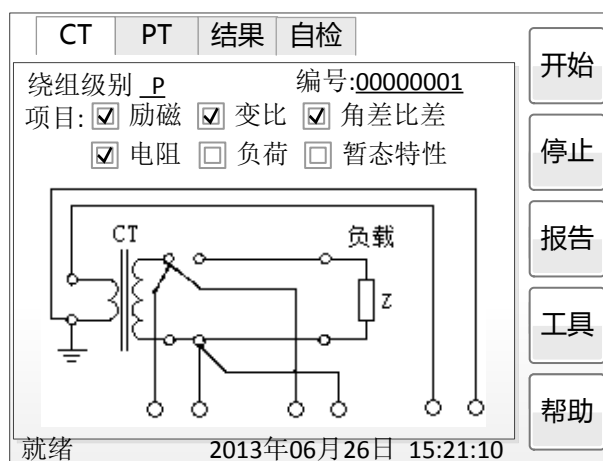 CT PT 结果 自检
绕组级别 P 编号:00000001
项目: 励磁 变比 角差比差
电阻 负荷 暂态特性
CT 负载
Z
就绪 2013年06月26日 15:21:10
开始
停止
报告
工具
帮助